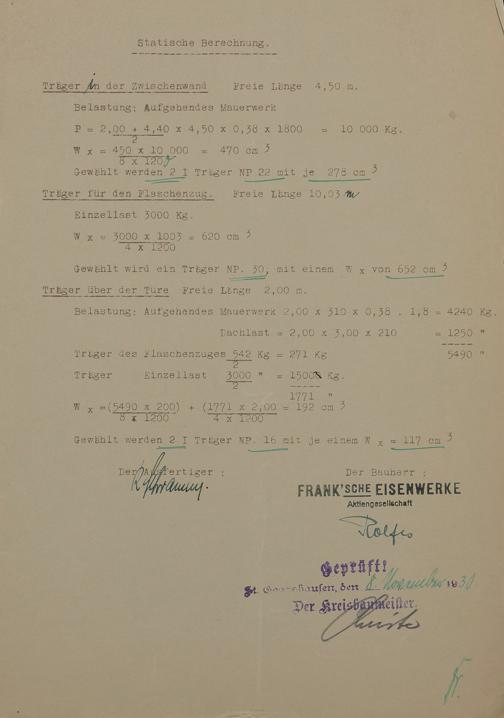 Statische Berechnung.
Träger in der Zwischenwand Freie Länge 4,50 m.
Belastung: Aufgehendes Mauerwerk
P = 2,00 + 4,40 x 4,50 x 0,38 x 1800 = 10 000 Kg.
2
W x = 450 x 10 000 = 470 cm 3
8 x 1200
Gewählt werden 2 I Träger NP 22 mit je 278 cm 3
Träger für den Flaschenzug. Freie Länge 10,03 m
Einzellast 3000 Kg.
W x = 3000 x 1003 = 620 cm 3
4 x 1200
Gewählt wird ein Träger NP. 30, mit einem W x von 652 cm 3
Träger über der Türe Freie Länge 2,00 m.
Belastung: Aufgehendes Mauerwerk 2,00 x 310 x 0,38 . 1,8 = 4240 Kg.
Dachlast = 2,00 x 3,00 x 210 = 1250 "
-----
Träger des Flaschenzuges 542 Kg = 271 Kg 5490 "
2
Träger Einzellast 3000 " = 1500 Kg.
2 -----
1771 "
W x =(5490 x 200) + (1771 x 2,00 = 192 cm 3
8 x 1200 4 x 1200
Gewählt werden 2 I Träger NP. 16 mit je einem W x = 117 cm 3
Der Ausfertiger : Der Bauherr :
FRANK'SCHE EISENWERKE
Aktiengesellschaft
Rolfes
Geprüft!
St. Goarshausen, den 8. November 193
Der Kreisbaumeister.